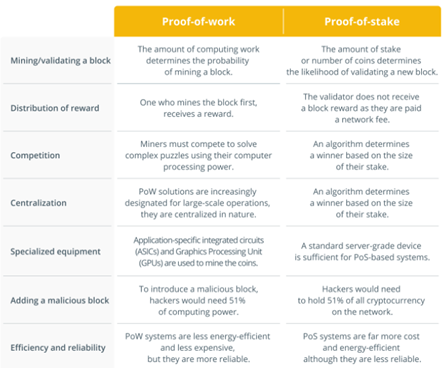 Proof-of-work
Proof-of-stake
Mining/validating a block
The amount of computing work
determines the probability
of mining a block.
The amount of stake
or number of coins determines
the likelihood of validating a new block.
Distribution of reward
One who mines the block first,
receives a reward.
The validator does not receive
a block reward as they are paid
a network fee.
Competition
Miners must compete to solve
complex puzzles using their computer
processing power.
An algorithm determines
a winner based on the size
of their stake.
Centralization
PoW solutions are increasingly
designated for large-scale operations,
they are centralized in nature.
An algorithm determines
a winner based on the size
of their stake.
Specialized equipment
Application-specific integrated circuits
(ASICs) and Graphics Processing Unit
(GPUs) are used to mine the coins.
A standard server-grade device
is sufficient for PoS-based systems.
Adding a malicious block
To introduce a malicious block,
hackers would need 51%
of computing power.
Hackers would need
to hold 51% of all cryptocurrency
on the network.
Efficiency and reliability
PoW systems are less energy-efficient
and less expensive,
but they are more reliable.
PoS systems are far more cost
and energy-efficient
although they are less reliable.